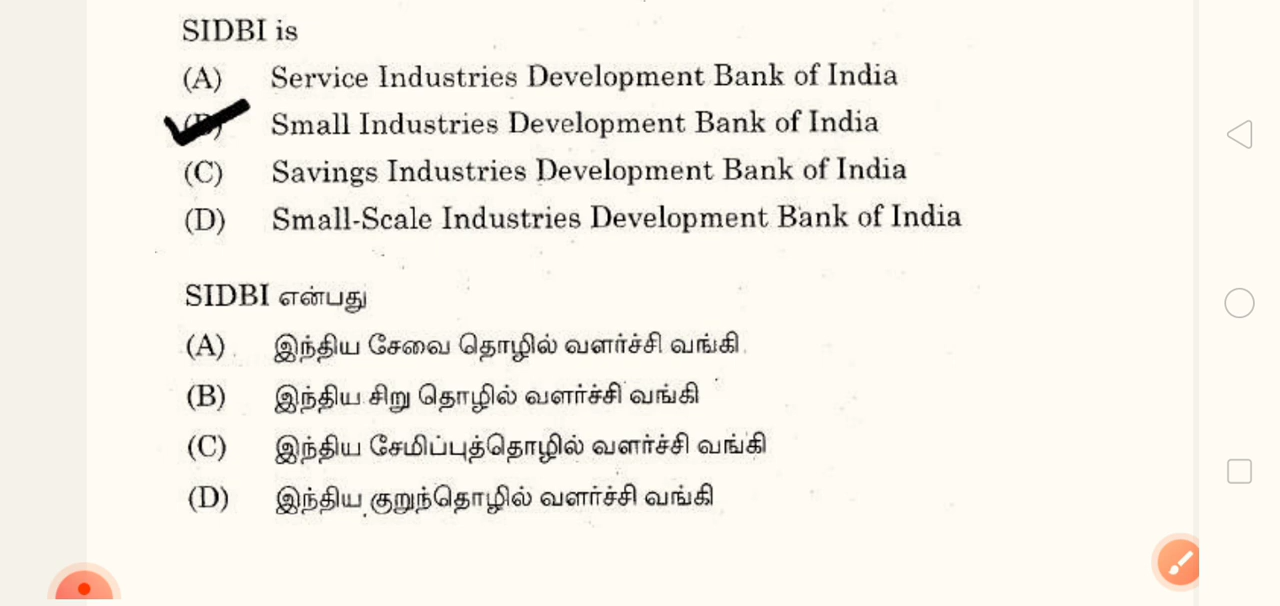 SIDBI is
(A) Service Industries Development Bank of India
(B) Small Industries Development Bank of India
(C) Savings Industries Development Bank of India
(D) Small-Scale Industries Development Bank of India
SIDBI என்பது
(A) இந்திய சேவை தொழில் வளர்ச்சி வங்கி
(B) இந்திய சிறு தொழில் வளர்ச்சி வங்கி
(C) இந்திய சேமிப்புத்தொழில் வளர்ச்சி வங்கி
(D) இந்திய குறுந்தொழில் வளர்ச்சி வங்கி